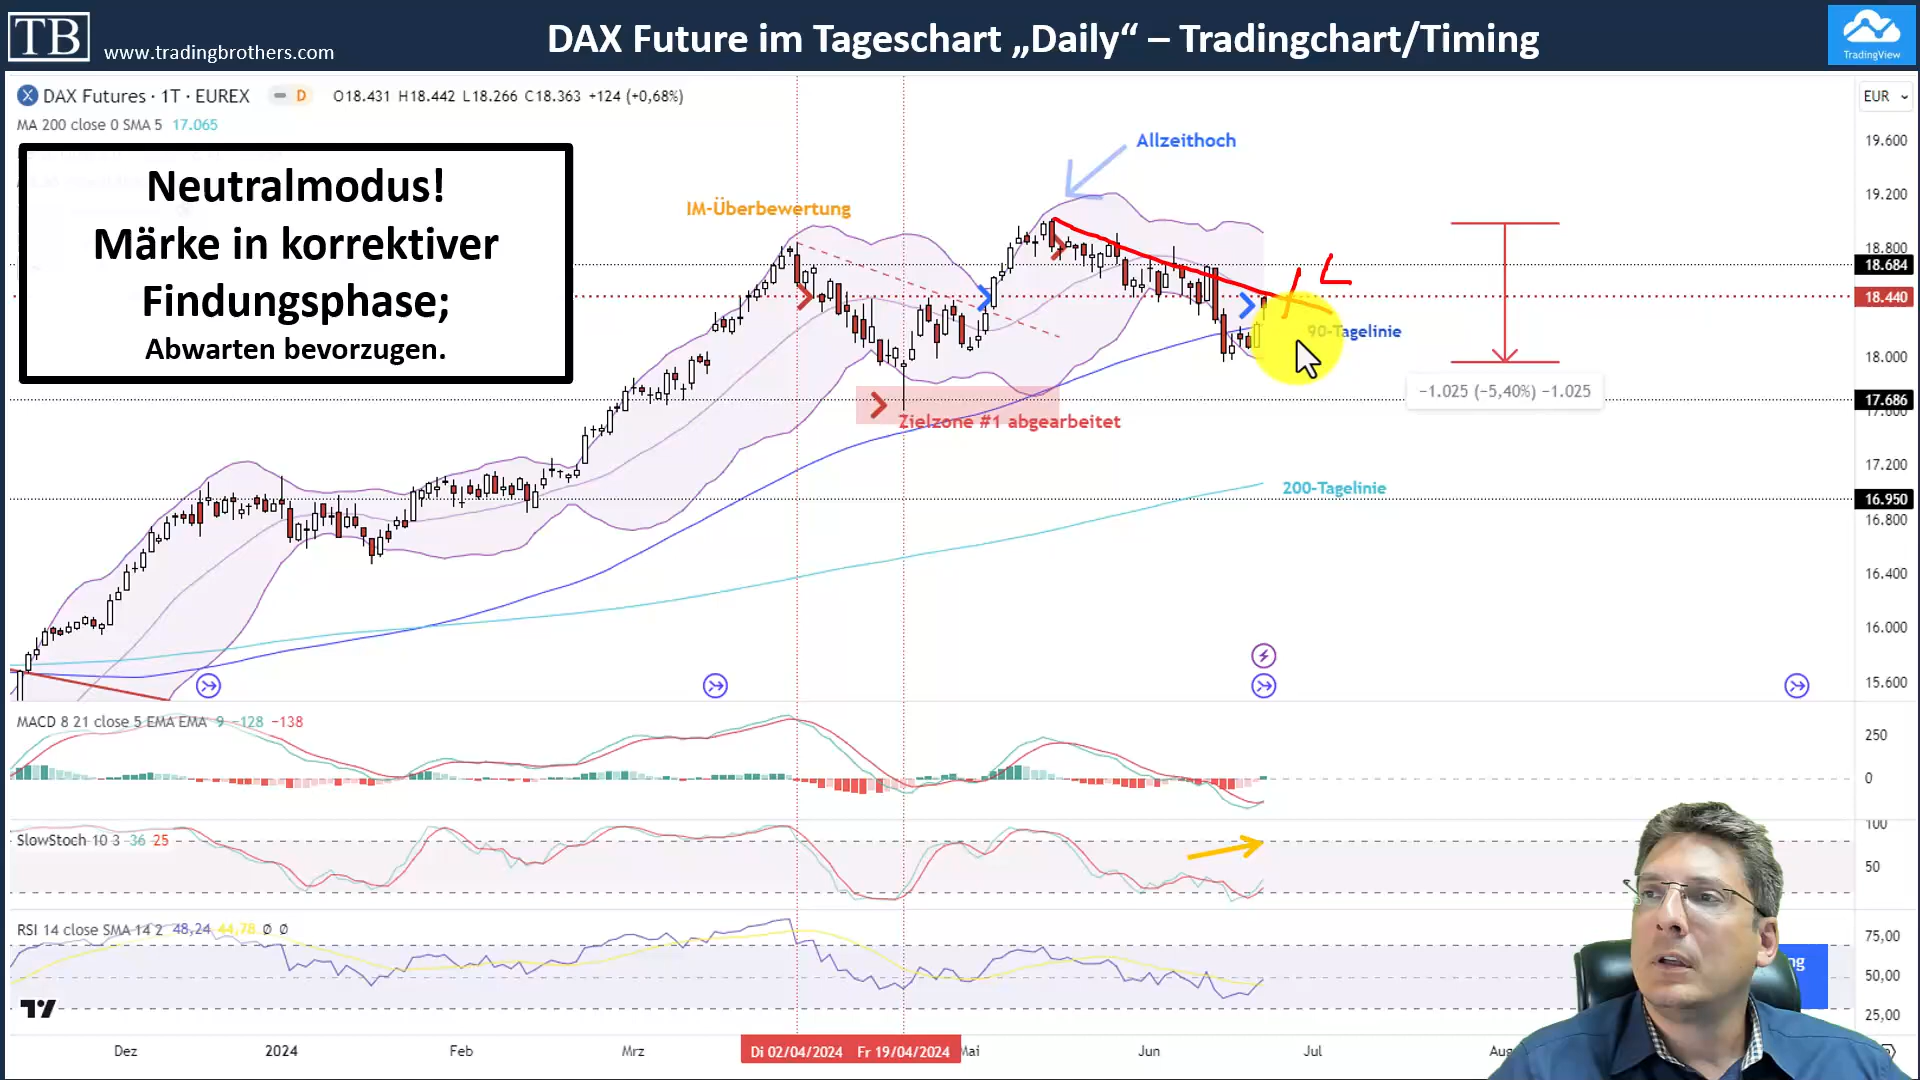 TB
www.tradingbrothers.com
DAX Future im Tageschart „Daily“ – Tradingchart/Timing
TradingView
DAX Futures · 1T · EUREX D O18.431 H18.442 L18.266 C18.363 +124 (+0,68%)
EUR
MA 200 close 0 SMA 5 17.065
Neutralmodus!
Märke in korrektiver
Findungsphase;
Abwarten bevorzugen.
Allzeithoch
IM-Überbewertung
90-Tagelinie
−1.025 (−5,40%) −1.025
Zielzone #1 abgearbeitet
200-Tagelinie
19.600
19.200
18.800
18.684
18.440
18.000
17.686
17.600
17.200
16.950
16.800
16.400
16.000
15.600
MACD 8 21 close 5 EMA EMA 9 −128 −138
250
0
SlowStoch 10 3 36 25
100
50
RSI 14 close SMA 14 2 48,24 44,78 Ø Ø
75,00
50,00
25,00
ng
Dez
2024
Feb
Mrz
Di 02/04/2024
Fr 19/04/2024
Mai
Jun
Jul
Aug